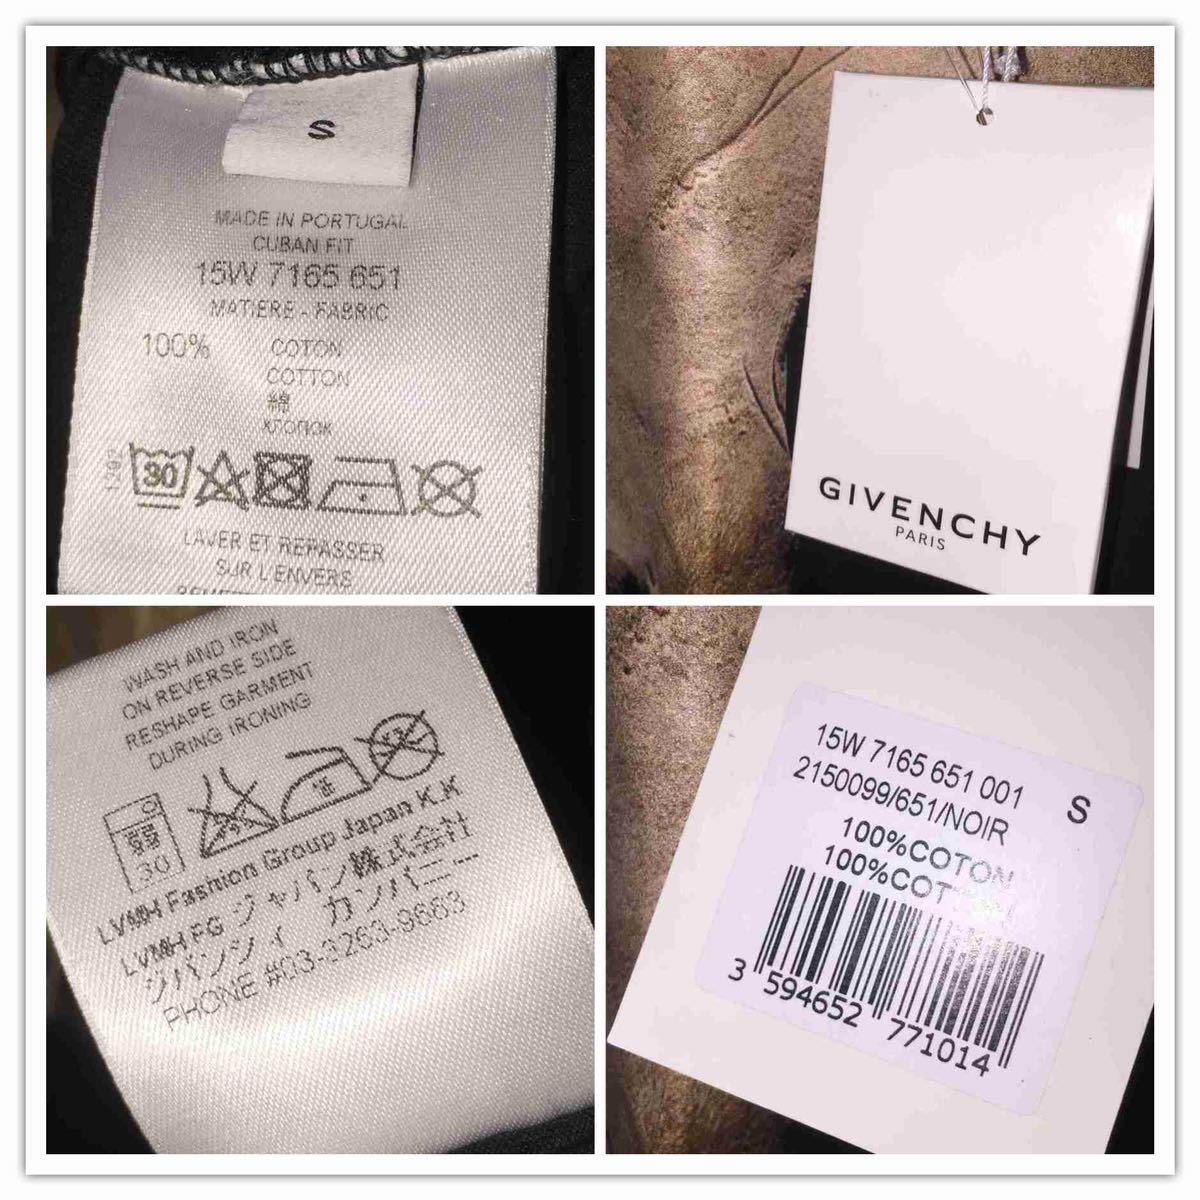 S
MADE IN PORTUGAL
CUBAN FIT
15W 7165 651
MATIERE - FABRIC
100% COTON
COTTON
綿
ХЛОПОК
30
LAVER ET REPASSER
SUR L'ENVERS
GIVENCHY
PARIS
WASH AND IRON
ON REVERSE SIDE
RESHAPE GARMENT
DURING IRONING
弱
30
LVMH Fashion Group Japan K.K
LVMH FG ジャパン株式会社
ジバンシィ カンパニー
PHONE #03-3263-9663
15W 7165 651 001
2150099/651/NOIR
S
100%COTON
3 594652 771014